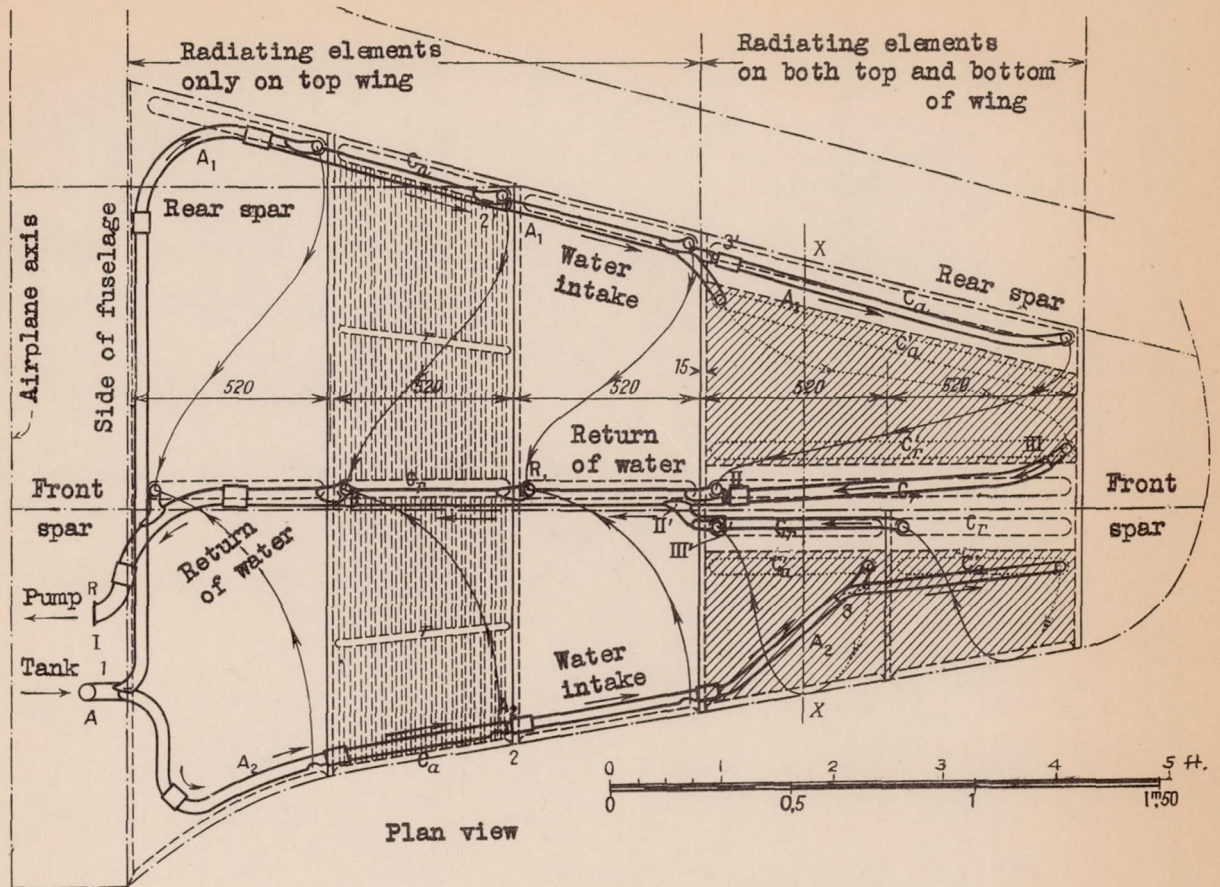 Radiating elements
only on top wing
Radiating elements
on both top and bottom
of wing
A₁
Cₐ
Rear spar
2'
A₁
Water
intake
3'
X
Rear spar
A₁
Cₐ
C'ₐ
Airplane axis
Side of fuselage
15
520
520
520
520
520
Return
of water
C'ᵣ
III
Front
spar
Cᵣ
R₁
II
Cᵣ
Front
spar
II'
III'
Cᵣ
Cᵣ
Return
of water
C'ₐ
Pump
R
I
1
Tank
A
3
A₂
Water
intake
A₂
X
A₂
Cₐ
2
0 1 2 3 4 5 ft.
0 0,5 1 1ᵐ,50
Plan view